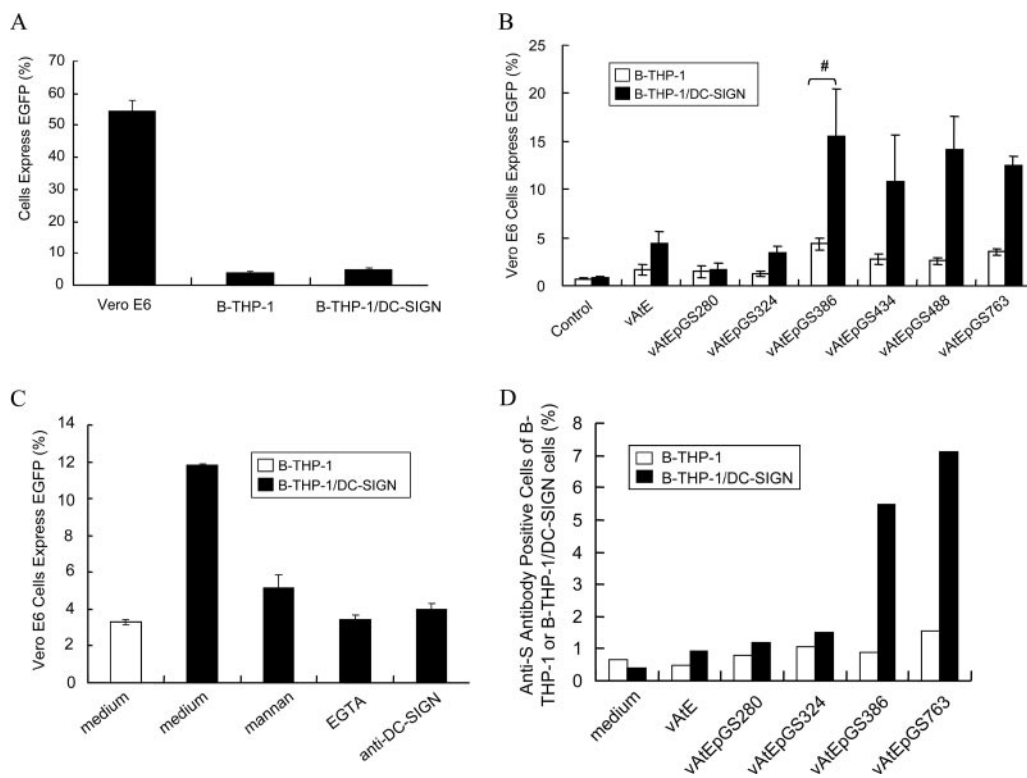 A
Cells Express EGFP (%)
70
60
50
40
30
20
10
0
Vero E6
B-THP-1
B-THP-1/DC-SIGN
B
Vero E6 Cells Express EGFP (%)
25
20
15
10
5
0
B-THP-1
B-THP-1/DC-SIGN
#
Control
vAtE
vAtEpGS280
vAtEpGS324
vAtEpGS386
vAtEpGS434
vAtEpGS488
vAtEpGS763
C
Vero E6 Cells Express EGFP (%)
14
12
10
8
6
4
2
0
B-THP-1
B-THP-1/DC-SIGN
medium
medium
mannan
EGTA
anti-DC-SIGN
D
Anti-S Antibody Positive Cells of B-
THP-1 or B-THP-1/DC-SIGN cells (%)
8
7
6
5
4
3
2
1
0
B-THP-1
B-THP-1/DC-SIGN
medium
vAtE
vAtEpGS280
vAtEpGS324
vAtEpGS386
vAtEpGS763